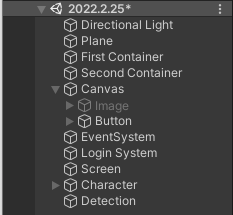 2022.2.25*
Directional Light
Plane
First Container
Second Container
Canvas
Image
Button
EventSystem
Login System
Screen
Character
Detection